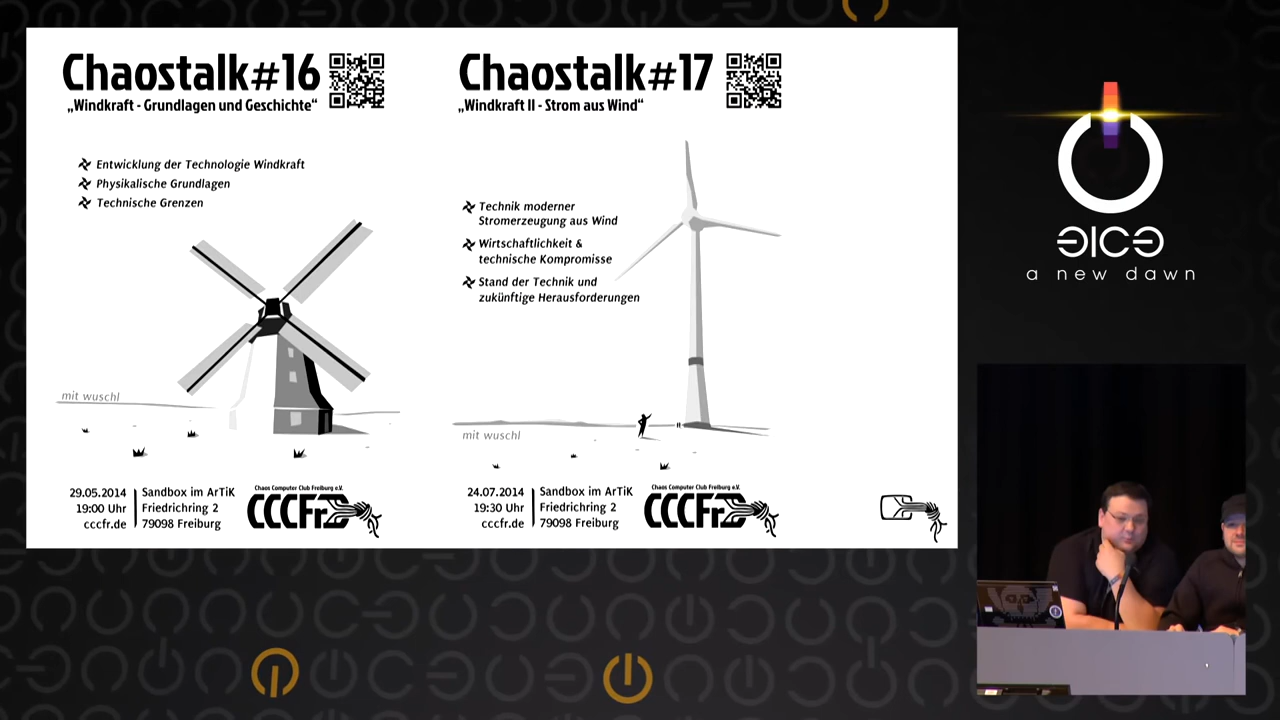 Chaostalk#16
„Windkraft - Grundlagen und Geschichte“
Entwicklung der Technologie Windkraft
Physikalische Grundlagen
Technische Grenzen
mit wuschl
29.05.2014
19:00 Uhr
cccfr.de
Sandbox im ArTiK
Friedrichring 2
79098 Freiburg
Chaos Computer Club Freiburg e.V.
CCCFr
Chaostalk#17
„Windkraft II - Strom aus Wind“
Technik moderner
Stromerzeugung aus Wind
Wirtschaftlichkeit &
technische Kompromisse
Stand der Technik und
zukünftige Herausforderungen
mit wuschl
24.07.2014
19:30 Uhr
cccfr.de
Sandbox im ArTiK
Friedrichring 2
79098 Freiburg
Chaos Computer Club Freiburg e.V.
CCCFr
a new dawn